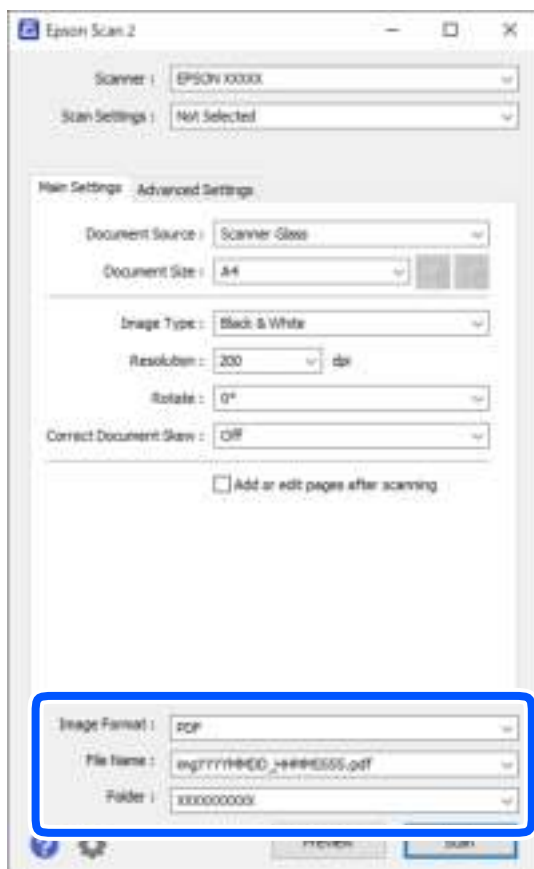 Epson Scan 2
Scanner : EPSON XXXXX
Scan Settings : Not Selected
Main Settings Advanced Settings
Document Source : Scanner Glass
Document Size : A4
Image Type : Black & White
Resolution : 200 dpi
Rotate : 0°
Correct Document Skew : Off
Add or edit pages after scanning
Image Format : PDF
File Name :
Folder : XXXXXXXXXX
Preview Scan